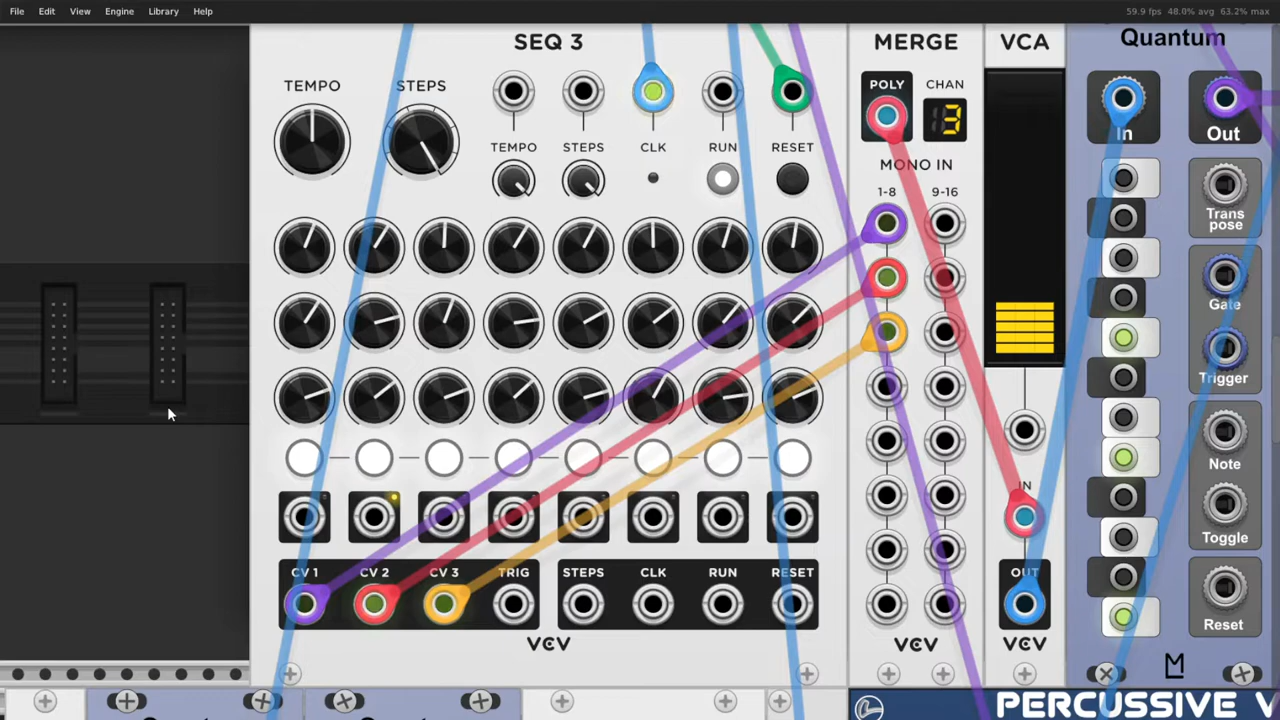 File Edit View Engine Library Help
59.9 fps 48.0% avg 63.2% max
SEQ 3
TEMPO
STEPS
TEMPO STEPS CLK RUN RESET
CV 1 CV 2 CV 3 TRIG
STEPS CLK RUN RESET
VCV
MERGE
POLY CHAN
3
MONO IN
1-8 9-16
VCV
VCA
IN
OUT
VCV
Quantum
In Out
Trans
pose
Gate
Trigger
Note
Toggle
Reset
PERCUSSIVE V